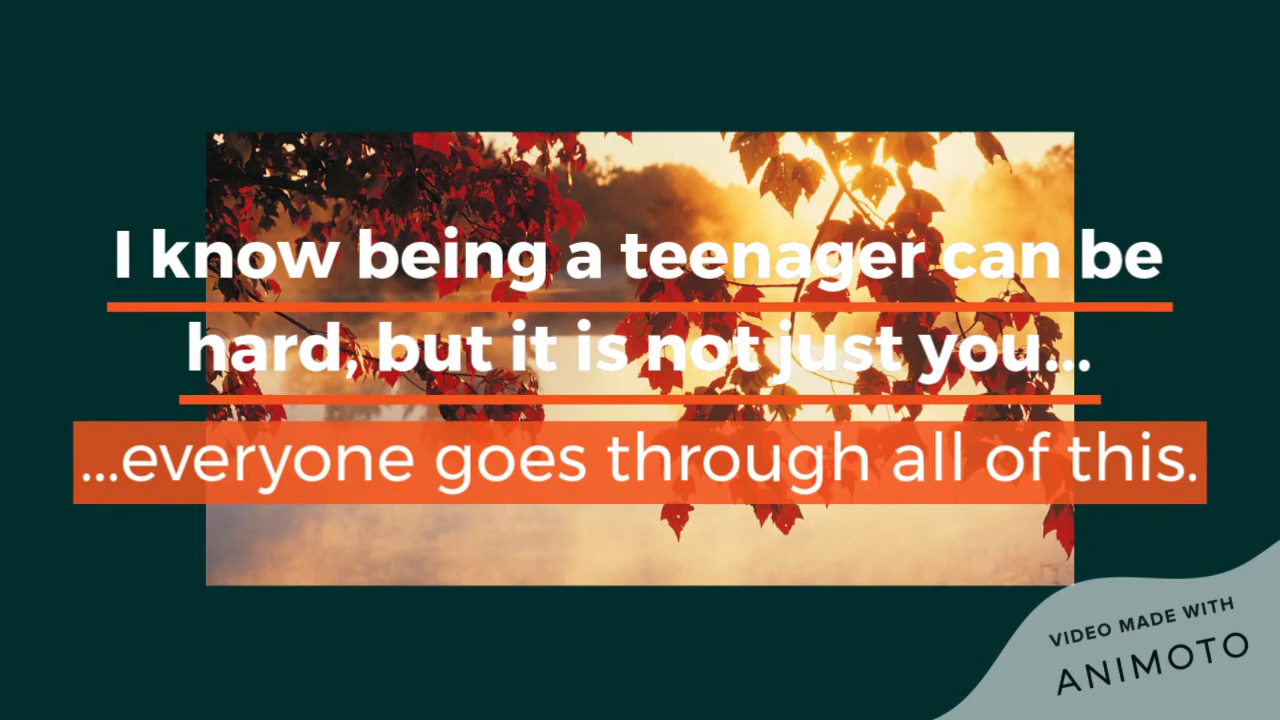 I know being a teenager can be
hard, but it is not just you...
...everyone goes through all of this.
VIDEO MADE WITH
ANIMOTO